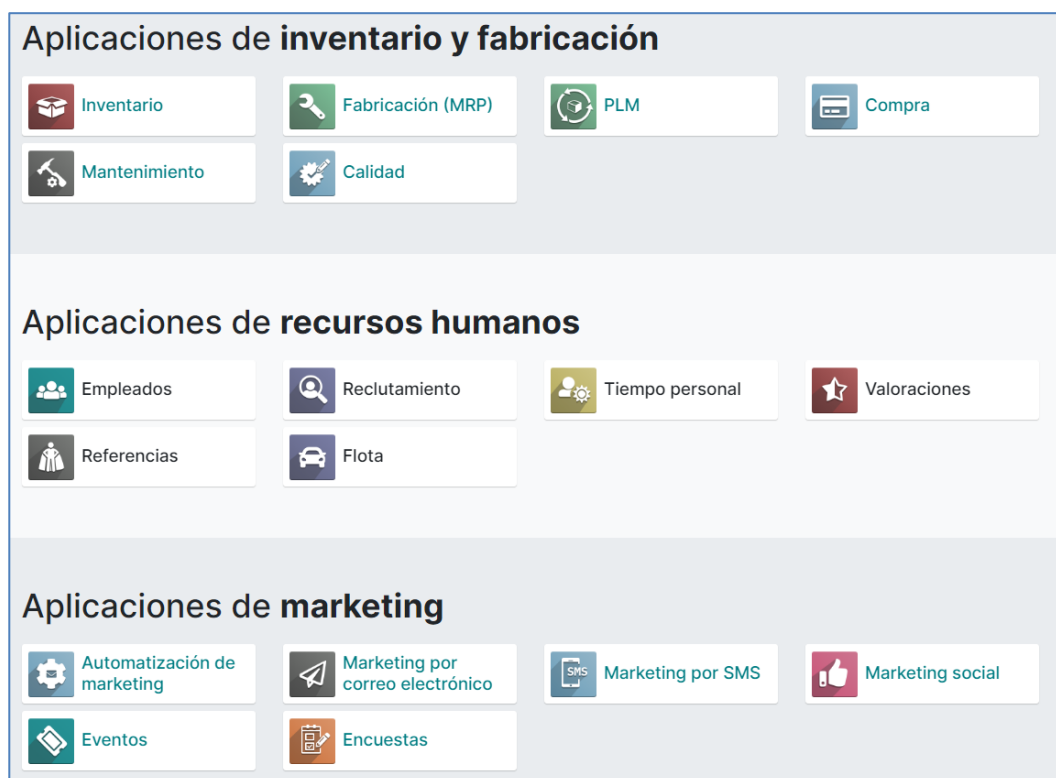 Aplicaciones de inventario y fabricación
Inventario
Fabricación (MRP)
PLM
Compra
Mantenimiento
Calidad
Aplicaciones de recursos humanos
Empleados
Reclutamiento
Tiempo personal
Valoraciones
Referencias
Flota
Aplicaciones de marketing
Automatización de
marketing
Marketing por
correo electrónico
SMS
Marketing por SMS
Marketing social
Eventos
Encuestas